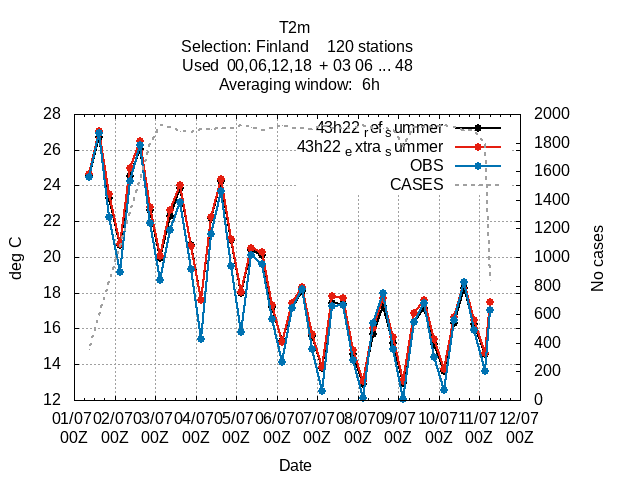 T2m
Selection: Finland    120 stations
Used  00,06,12,18  + 03 06 ... 48
Averaging window:  6h
28 2000
26 1800
24 1600
22 1400
20 1200
18 1000
16 800
14 600
12 400
200
0
43h22 ef s ummer
43h22 e xtra s ummer
OBS
CASES
deg C
No cases
01/07 02/07 03/07 04/07 05/07 06/07 07/07 08/07 09/07 10/07 11/07 12/07
00Z 00Z 00Z 00Z 00Z 00Z 00Z 00Z 00Z 00Z 00Z 00Z
Date